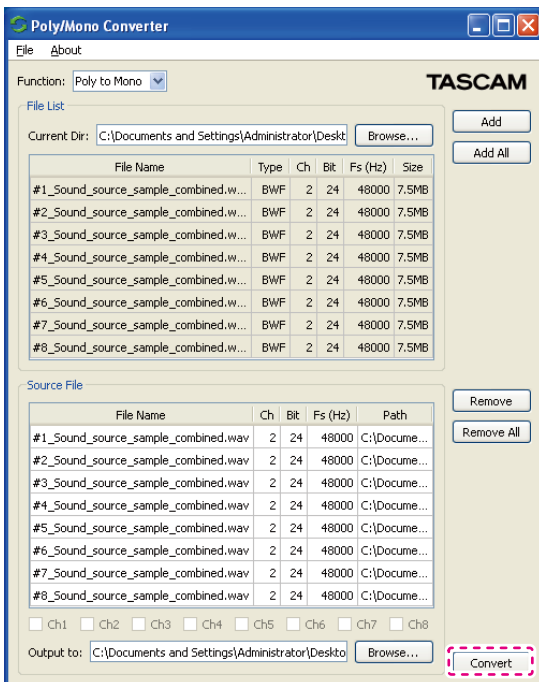 Poly/Mono Converter
File About
Function: Poly to Mono
TASCAM
File List
Current Dir: C:\Documents and Settings\Administrator\Deskt Browse...
Add
Add All
File Name Type Ch Bit Fs (Hz) Size
#1_Sound_source_sample_combined.w... BWF 2 24 48000 7.5MB
#2_Sound_source_sample_combined.w... BWF 2 24 48000 7.5MB
#3_Sound_source_sample_combined.w... BWF 2 24 48000 7.5MB
#4_Sound_source_sample_combined.w... BWF 2 24 48000 7.5MB
#5_Sound_source_sample_combined.w... BWF 2 24 48000 7.5MB
#6_Sound_source_sample_combined.w... BWF 2 24 48000 7.5MB
#7_Sound_source_sample_combined.w... BWF 2 24 48000 7.5MB
#8_Sound_source_sample_combined.w... BWF 2 24 48000 7.5MB
Source File
Remove
Remove All
File Name Ch Bit Fs (Hz) Path
#1_Sound_source_sample_combined.wav 2 24 48000 C:\Docume...
#2_Sound_source_sample_combined.wav 2 24 48000 C:\Docume...
#3_Sound_source_sample_combined.wav 2 24 48000 C:\Docume...
#4_Sound_source_sample_combined.wav 2 24 48000 C:\Docume...
#5_Sound_source_sample_combined.wav 2 24 48000 C:\Docume...
#6_Sound_source_sample_combined.wav 2 24 48000 C:\Docume...
#7_Sound_source_sample_combined.wav 2 24 48000 C:\Docume...
#8_Sound_source_sample_combined.wav 2 24 48000 C:\Docume...
Ch1 Ch2 Ch3 Ch4 Ch5 Ch6 Ch7 Ch8
Output to: C:\Documents and Settings\Administrator\Deskto Browse...
Convert